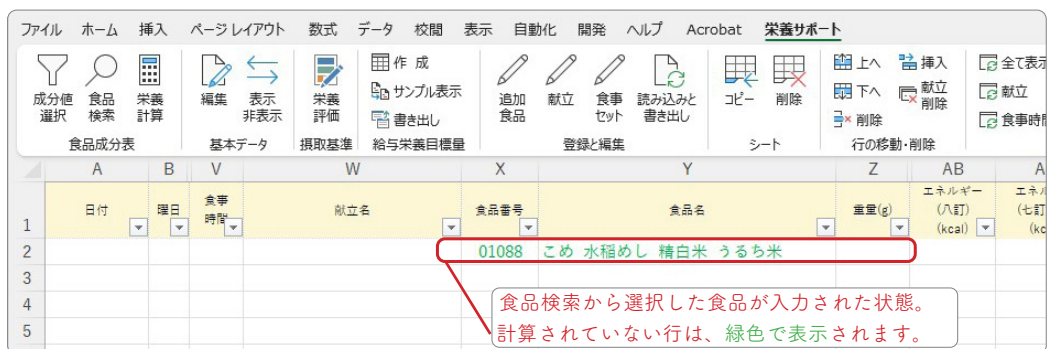 ファイル ホーム 挿入 ページ レイアウト 数式 データ 校閲 表示 自動化 開発 ヘルプ Acrobat 栄養サポート
成分値選択 食品検索 栄養計算 編集 表示非表示 栄養評価 作 成 サンプル表示 書き出し 追加食品 献立 食事セット 読み込みと書き出し コピー 削除 上へ 下へ 削除 挿入 献立削除 全て表示 献立 食事時間
食品成分表 基本データ 摂取基準 給与栄養目標量 登録と編集 シート 行の移動・削除
A B V W X Y Z AB A
1 日付 曜日 食事時間 献立名 食品番号 食品名 重量(g) エネルギー(八訂)(kcal) エネル(七訂(kc
2 01088 こめ 水稲めし 精白米 うるち米
3
食品検索から選択した食品が入力された状態。
4
計算されていない行は、緑色で表示されます。
5